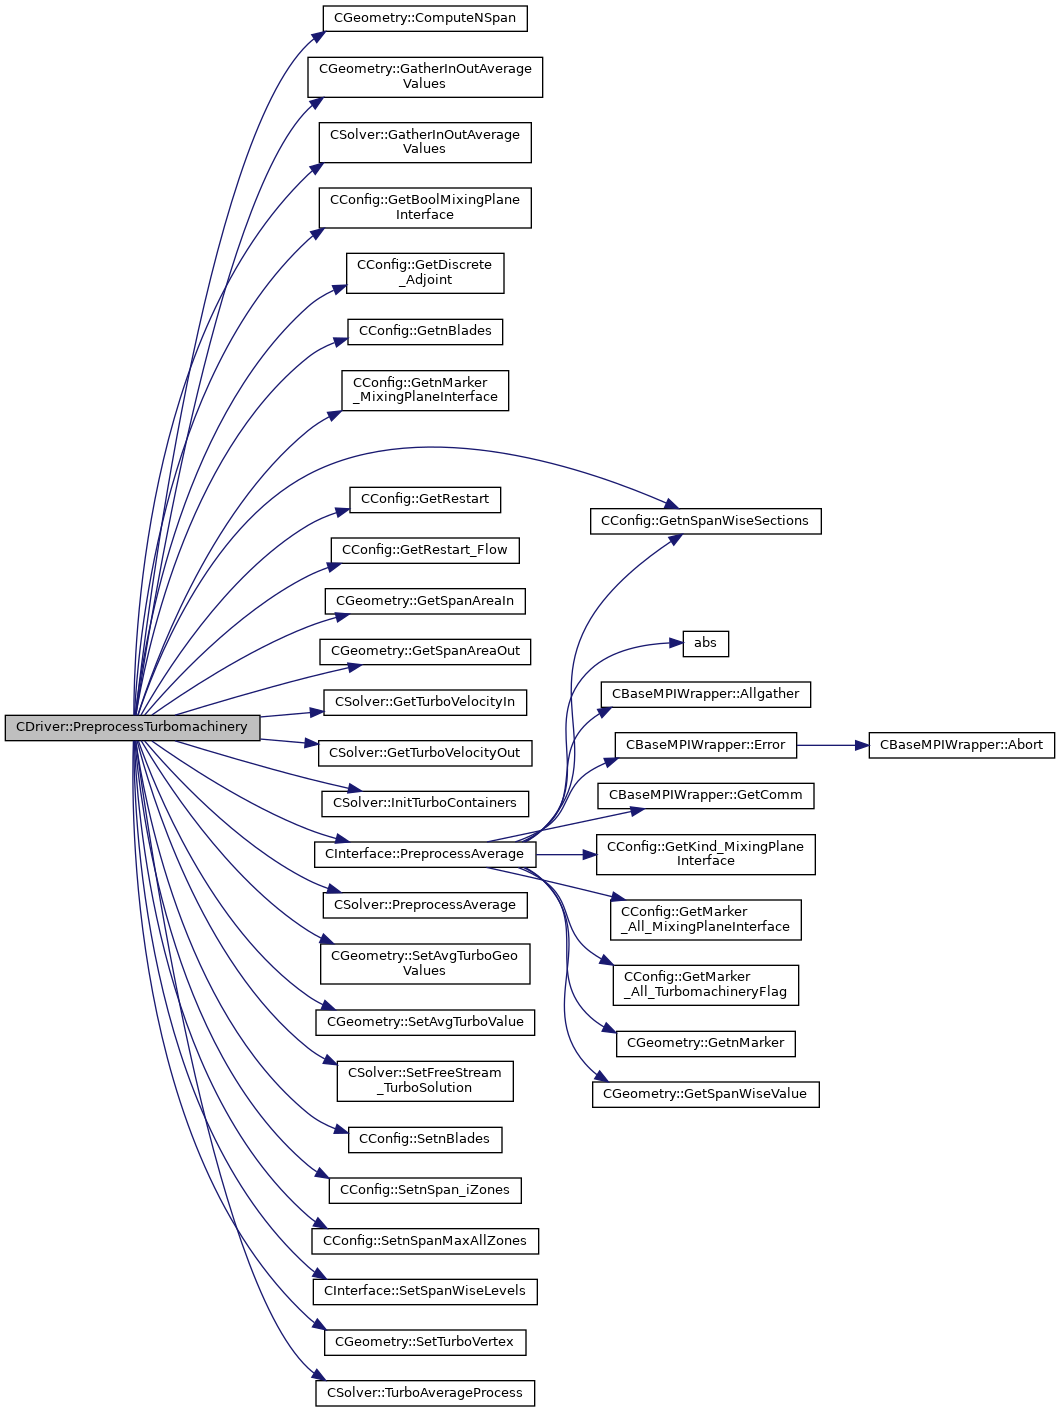 CGeometry::ComputeNSpan
CGeometry::GatherInOutAverage
Values
CSolver::GatherInOutAverage
Values
CConfig::GetBoolMixingPlane
Interface
CConfig::GetDiscrete
_Adjoint
CConfig::GetnBlades
CConfig::GetnMarker
_MixingPlaneInterface
CConfig::GetRestart
CConfig::GetRestart_Flow
CGeometry::GetSpanAreaIn
CGeometry::GetSpanAreaOut
CSolver::GetTurboVelocityIn
CDriver::PreprocessTurbomachinery
CSolver::GetTurboVelocityOut
CSolver::InitTurboContainers
CInterface::PreprocessAverage
CSolver::PreprocessAverage
CGeometry::SetAvgTurboGeo
Values
CGeometry::SetAvgTurboValue
CSolver::SetFreeStream
_TurboSolution
CConfig::SetnBlades
CConfig::SetnSpan_iZones
CConfig::SetnSpanMaxAllZones
CInterface::SetSpanWiseLevels
CGeometry::SetTurboVertex
CSolver::TurboAverageProcess
CConfig::GetnSpanWiseSections
abs
CBaseMPIWrapper::Allgather
CBaseMPIWrapper::Error
CBaseMPIWrapper::Abort
CBaseMPIWrapper::GetComm
CConfig::GetKind_MixingPlane
Interface
CConfig::GetMarker
_All_MixingPlaneInterface
CConfig::GetMarker
_All_TurbomachineryFlag
CGeometry::GetnMarker
CGeometry::GetSpanWiseValue